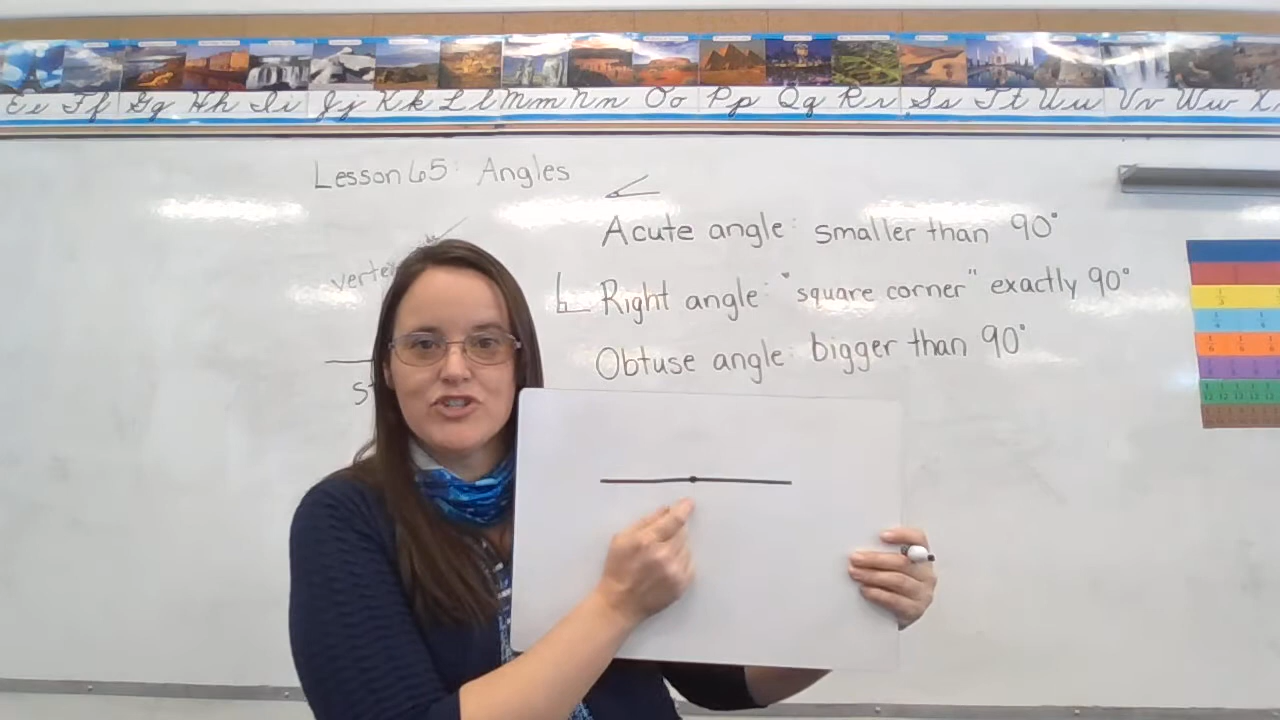 Ee Ff Gg Hh Ii Jj Kk Ll Mm Nn Oo Pp Qq Rr Ss Tt Uu Vv Ww
Lesson 65: Angles
Acute angle: smaller than 90°
Right angle: "square corner" exactly 90°
Obtuse angle: bigger than 90°